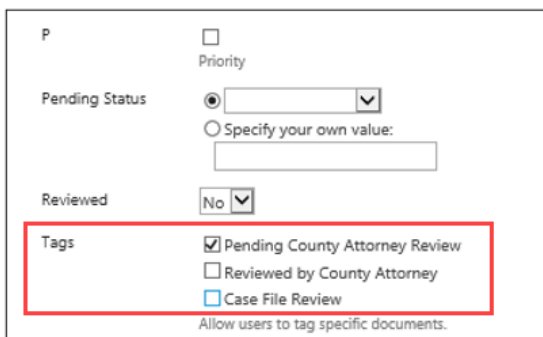 P
Priority
Pending Status
Specify your own value:
Reviewed No
Tags Pending County Attorney Review
Reviewed by County Attorney
Case File Review
Allow users to tag specific documents.